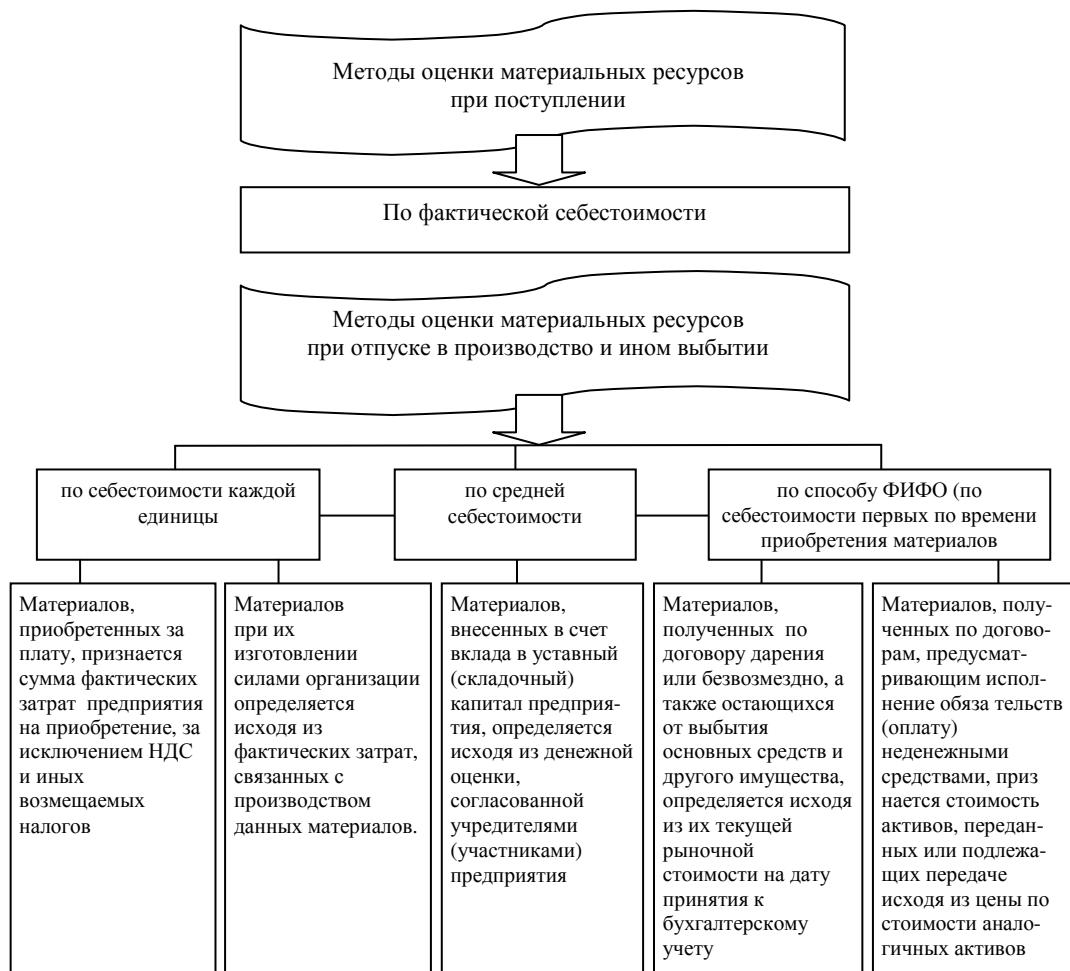 Методы оценки материальных ресурсов
при поступлении
По фактической себестоимости
Методы оценки материальных ресурсов
при отпуске в производство и ином выбытии
по себестоимости каждой
единицы
по средней
себестоимости
по способу ФИФО (по
себестоимости первых по времени
приобретения материалов
Материалов,
приобретенных за
плату, признается
сумма фактических
затрат предприятия
на приобретение, за
исключением НДС
и иных
возмещаемых
налогов
Материалов
при их
изготовлении
силами организации
определяется
исходя из
фактических затрат,
связанных с
производством
данных материалов.
Материалов,
внесенных в счет
вклада в уставный
(складочный)
капитал предприя-
тия, определяется
исходя из денежной
оценки,
согласованной
учредителями
(участниками)
предприятия
Материалов,
полученных по
договору дарения
или безвозмездно, а
также остающихся
от выбытия
основных средств и
другого имущества,
определяется исходя
из их текущей
рыночной
стоимости на дату
принятия к
бухгалтерскому
учету
Материалов, полу-
ченных по догово-
рам, предусмат-
ривающим испол-
нение обяза тельств
(оплату)
неденежными
средствами, приз
нается стоимость
активов, передан-
ных или подлежа-
щих передаче
исходя из цены по
стоимости анало-
гичных активов